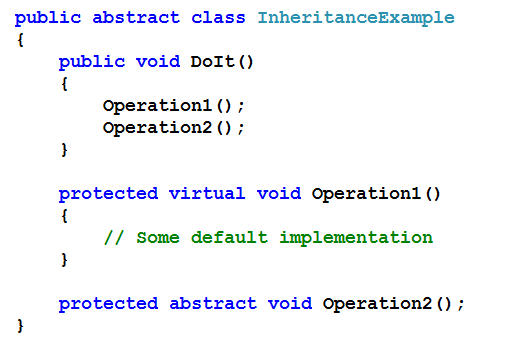 public abstract class InheritanceExample
{
    public void DoIt()
    {
        Operation1();
        Operation2();
    }

    protected virtual void Operation1()
    {
        // Some default implementation
    }

    protected abstract void Operation2();
}